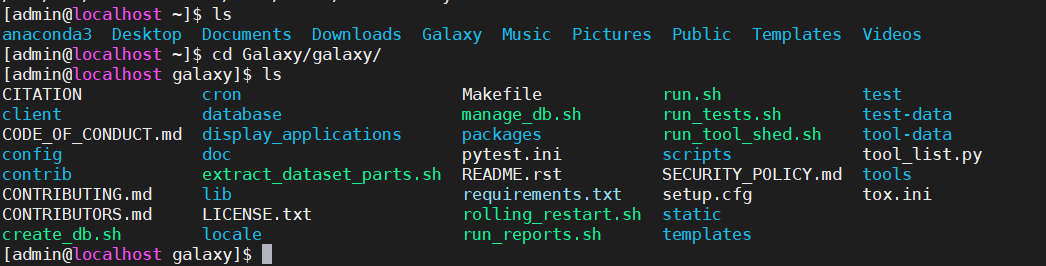 [admin@localhost ~]$ ls
anaconda3  Desktop  Documents  Downloads  Galaxy  Music  Pictures  Public  Templates  Videos
[admin@localhost ~]$ cd Galaxy/galaxy/
[admin@localhost galaxy]$ ls
CITATION            cron                      Makefile            run.sh              test
client              database                  manage_db.sh        run_tests.sh        test-data
CODE_OF_CONDUCT.md  display_applications      packages            run_tool_shed.sh    tool-data
config              doc                       pytest.ini          scripts             tool_list.py
contrib             extract_dataset_parts.sh  README.rst          SECURITY_POLICY.md  tools
CONTRIBUTING.md     lib                       requirements.txt    setup.cfg           tox.ini
CONTRIBUTORS.md     LICENSE.txt               rolling_restart.sh  static
create_db.sh        locale                    run_reports.sh      templates
[admin@localhost galaxy]$